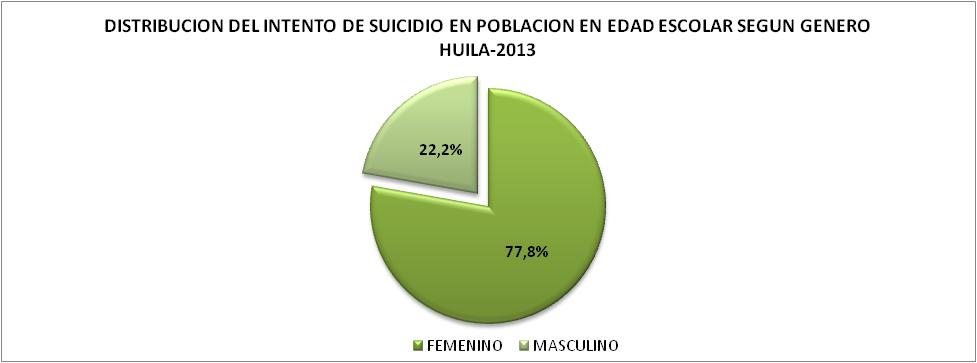 DISTRIBUCION DEL INTENTO DE SUICIDIO EN POBLACION EN EDAD ESCOLAR SEGUN GENERO
HUILA-2013
22,2%
77,8%
FEMENINO MASCULINO